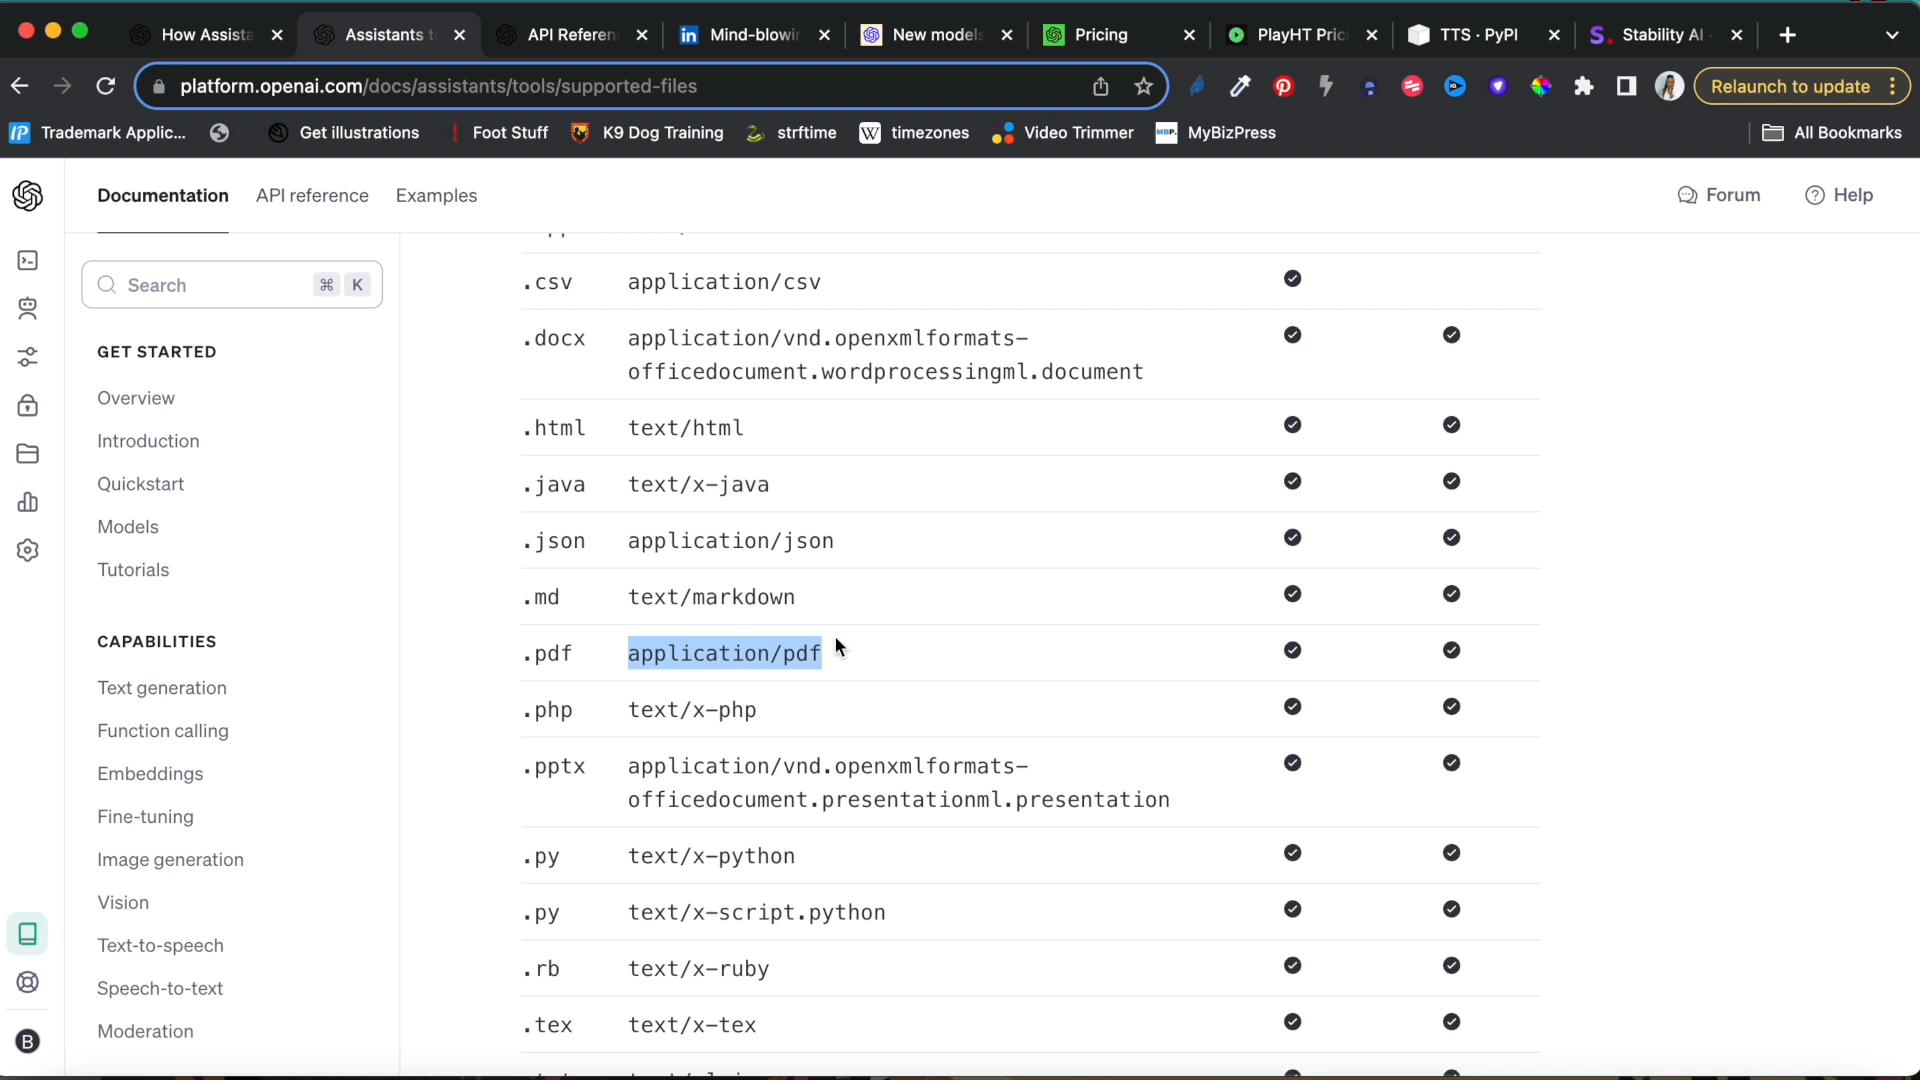 How Assista
Assistants t
API Referen
Mind-blowi
New models
Pricing
PlayHT Pric
TTS · PyPI
Stability AI -
platform.openai.com/docs/assistants/tools/supported-files
Relaunch to update
Trademark Applic...
Get illustrations
Foot Stuff
K9 Dog Training
strftime
W timezones
MBP. MyBizPress
Video Trimmer
All Bookmarks
Documentation
API reference
Examples
Forum
Help
Search ⌘ K
GET STARTED
Overview
Introduction
Quickstart
Models
Tutorials
CAPABILITIES
Text generation
Function calling
Embeddings
Fine-tuning
Image generation
Vision
Text-to-speech
Speech-to-text
Moderation
B
.csv application/csv
.docx application/vnd.openxmlformats-
officedocument.wordprocessingml.document
.html text/html
.java text/x-java
.json application/json
.md text/markdown
.pdf application/pdf
.php text/x-php
.pptx application/vnd.openxmlformats-
officedocument.presentationml.presentation
.py text/x-python
.py text/x-script.python
.rb text/x-ruby
.tex text/x-tex